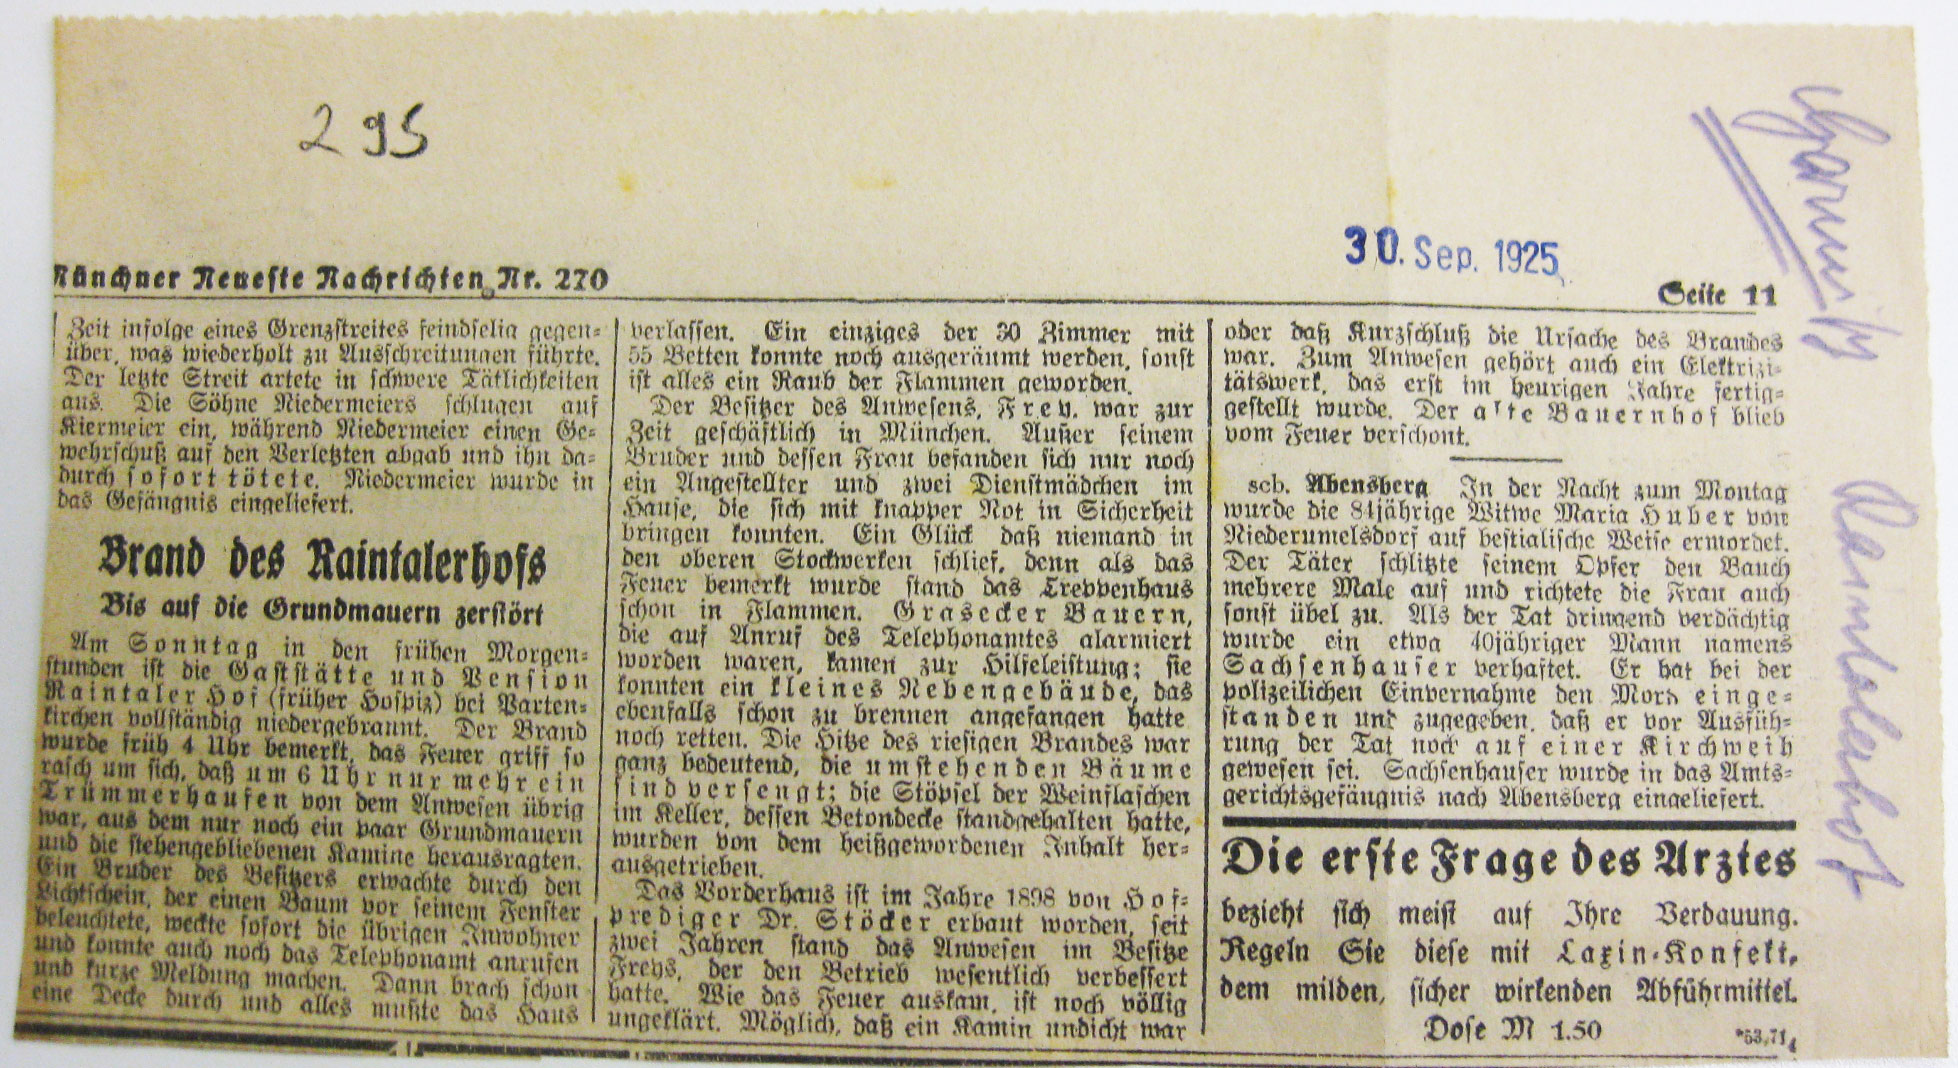 295
30. Sep. 1925
Münchner Neueste Nachrichten Nr. 270
Seite 11
Zeit infolge eines Grenzstreites feindselig gegen-
über, was wiederholt zu Ausschreitungen führte.
Der letzte Streit artete in schwere Tätlichkeiten
aus. Die Söhne Niedermeiers schlugen auf
Kiermeier ein, während Niedermeier einen Ge-
wehrschuß auf den Verletzten abgab und ihn da-
durch sofort tötete. Niedermeier wurde in
das Gefängnis eingeliefert.
Brand des Raintalerhofs
Bis auf die Grundmauern zerstört
Am Sonntag in den frühen Morgen-
stunden ist die Gaststätte und Pension
Raintaler Hof (früher Hospiz) bei Parten-
kirchen vollständig niedergebrannt. Der Brand
wurde früh 4 Uhr bemerkt, das Feuer griff so
rasch um sich, daß um 6 Uhr nur mehr ein
Trümmerhaufen von dem Anwesen übrig
war, aus dem nur noch ein paar Grundmauern
und die stehengebliebenen Kamine herausragten.
Ein Bruder des Besitzers erwachte durch den
Lichtschein, der einen Baum vor seinem Fenster
beleuchtete, weckte sofort die übrigen Inwohner
und konnte auch noch das Telephonamt anrufen
und kurze Meldung machen. Dann brach schon
eine Decke durch und alles mußte das Haus
verlassen. Ein einziges der 30 Zimmer mit
55 Betten konnte noch ausgeräumt werden, sonst
ist alles ein Raub der Flammen geworden.
Der Besitzer des Anwesens, Frey, war zur
Zeit geschäftlich in München. Außer seinem
Bruder und dessen Frau befanden sich nur noch
ein Angestellter und zwei Dienstmädchen im
Hause, die sich mit knapper Not in Sicherheit
bringen konnten. Ein Glück daß niemand in
den oberen Stockwerken schlief, denn als das
Feuer bemerkt wurde stand das Treppenhaus
schon in Flammen. Grasecker Bauern,
die auf Anruf des Telephonamtes alarmiert
worden waren, kamen zur Hilfeleistung; sie
konnten ein kleines Nebengebäude, das
ebenfalls schon zu brennen angefangen hatte
noch retten. Die Hitze des riesigen Brandes war
ganz bedeutend, die umstehenden Bäume
sind versengt; die Stöpsel der Weinflaschen
im Keller, dessen Betondecke standgehalten hatte,
wurden von dem heißgewordenen Inhalt her-
ausgetrieben.
Das Vorderhaus ist im Jahre 1898 von Hof-
prediger Dr. Stöcker erbaut worden, seit
zwei Jahren stand das Anwesen im Besitze
Freys, der den Betrieb wesentlich verbessert
hatte. Wie das Feuer auskam, ist noch völlig
ungeklärt. Möglich, daß ein Kamin undicht war
oder daß Kurzschluß die Ursache des Brandes
war. Zum Anwesen gehört auch ein Elektrizi-
tätswerk, das erst im heurigen Jahre fertig-
gestellt wurde. Der alte Bauernhof blieb
vom Feuer verschont.
scb. Abensberg In der Nacht zum Montag
wurde die 84jährige Witwe Maria Huber von
Niederumelsdorf auf bestialische Weise ermordet.
Der Täter schlitzte seinem Opfer den Bauch
mehrere Male auf und richtete die Frau auch
sonst übel zu. Als der Tat dringend verdächtig
wurde ein etwa 40jähriger Mann namens
Sachsenhauser verhaftet. Er hat bei der
polizeilichen Einvernahme den Mord einge-
standen und zugegeben, daß er vor Ausfüh-
rung der Tat noch auf einer Kirchweih
gewesen sei. Sachsenhauser wurde in das Amts-
gerichtsgefängnis nach Abensberg eingeliefert.
Die erste Frage des Arztes
bezieht sich meist auf Ihre Verdauung.
Regeln Sie diese mit Laxin-Konfekt,
dem milden, sicher wirkenden Abführmittel.
Dose M 1.50
*53,71
Garmisch
Raintalerhof